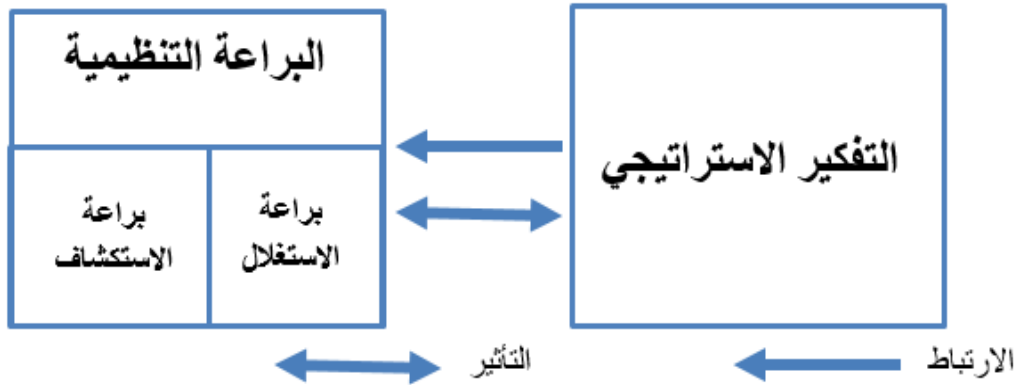 التفكير الاستراتيجي
البراعة التنظيمية
براعة
الاستغلال
براعة
الاستكشاف
الارتباط
التأثير